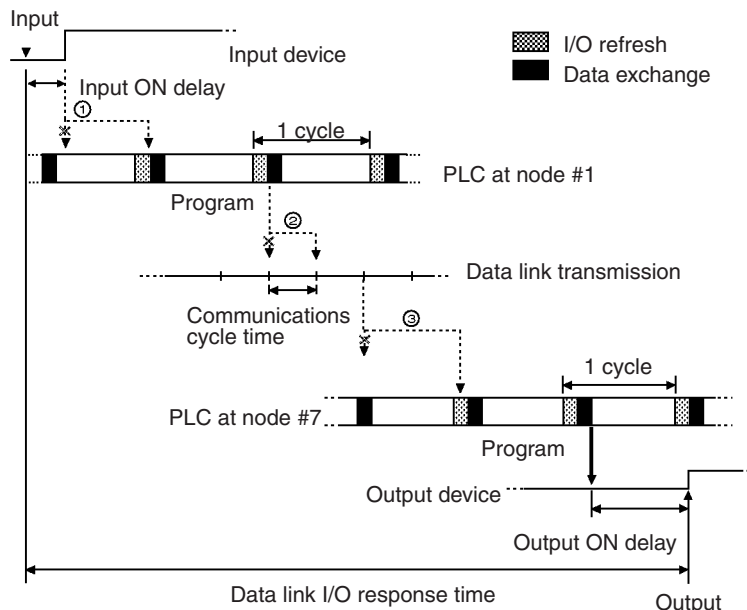 Input
Input device
I/O refresh
Data exchange
Input ON delay
①
1 cycle
PLC at node #1
Program
②
Data link transmission
Communications
cycle time
③
1 cycle
PLC at node #7
Program
Output device
Output ON delay
Data link I/O response time
Output